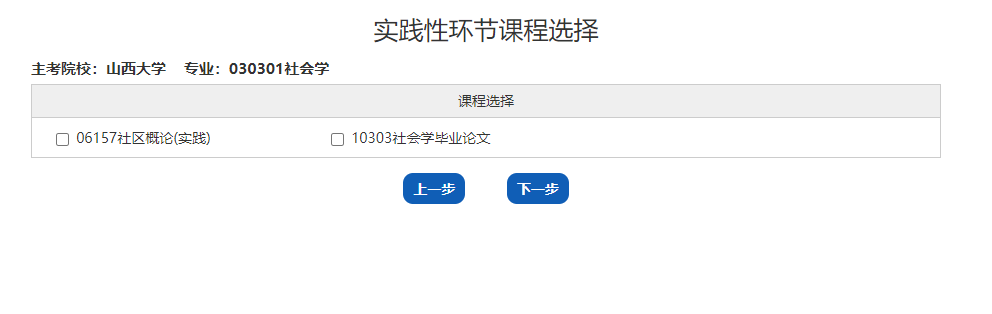 实践性环节课程选择
主考院校：山西大学 专业：030301社会学
课程选择
06157社区概论(实践) 10303社会学毕业论文
上一步 下一步